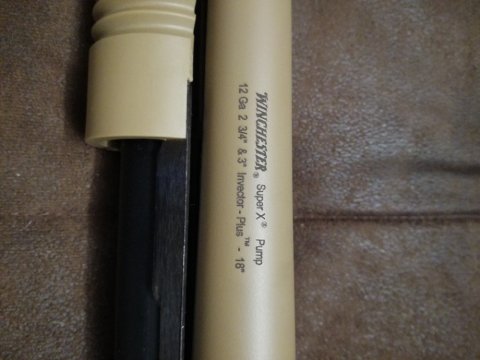 WINCHESTER® Super X® Pump
12 Ga 2 3/4" & 3" Invector - Plus™ - 18"